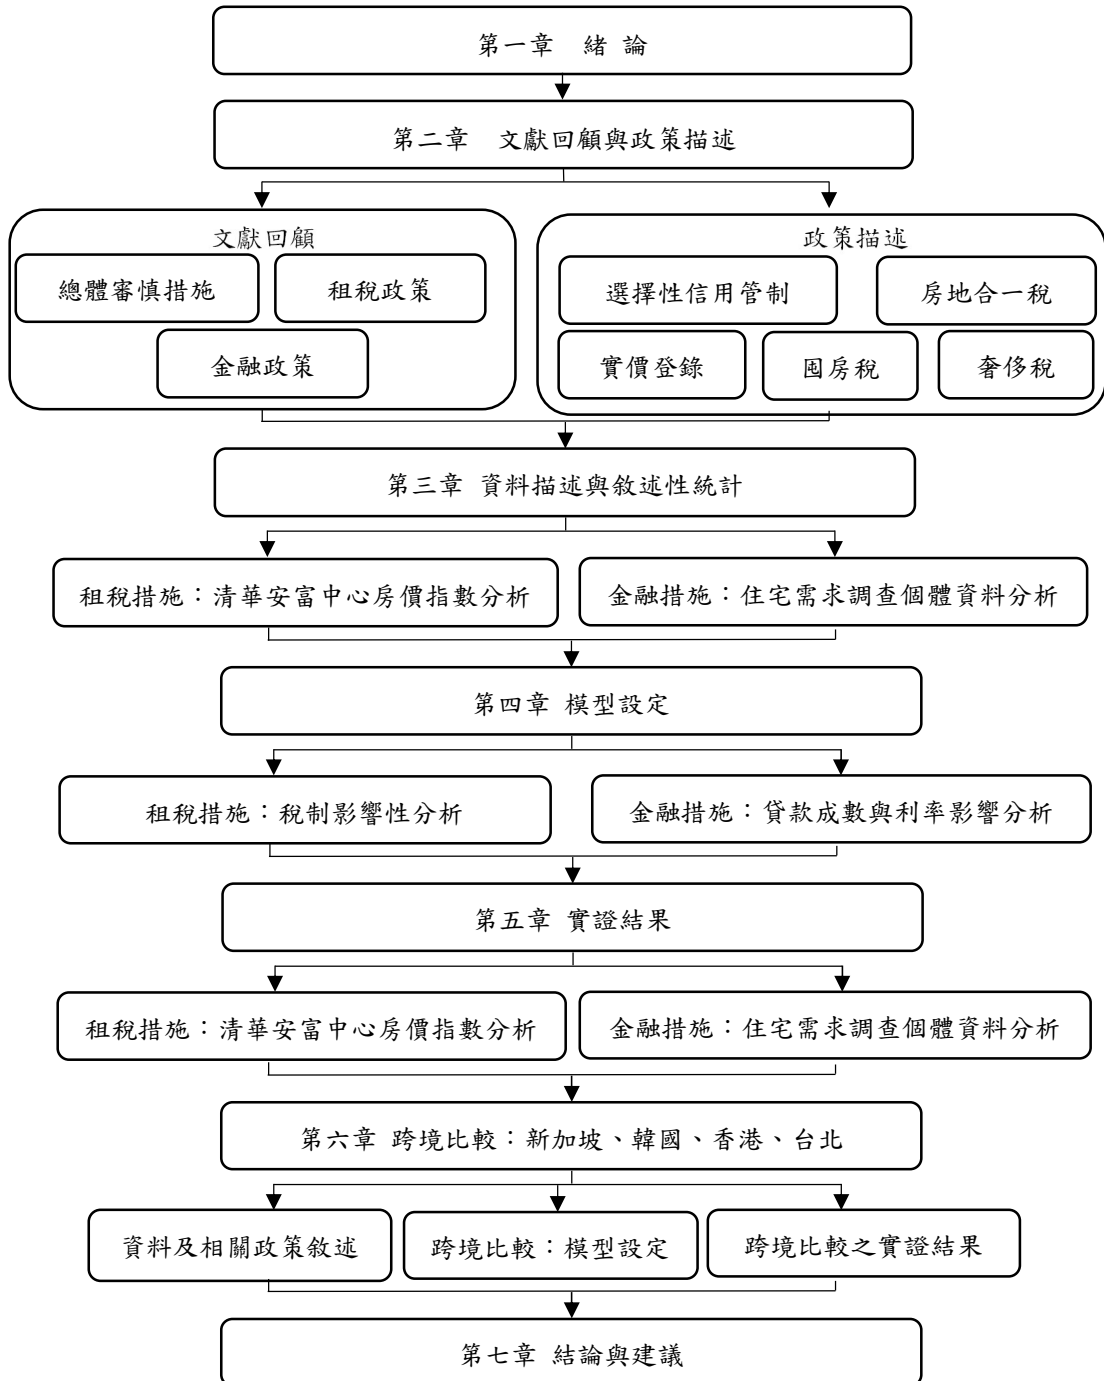 第一章 緒 論
第二章 文獻回顧與政策描述
文獻回顧
總體審慎措施
租稅政策
金融政策
政策描述
選擇性信用管制
房地合一稅
實價登錄
囤房稅
奢侈稅
第三章 資料描述與敘述性統計
租稅措施：清華安富中心房價指數分析
金融措施：住宅需求調查個體資料分析
第四章 模型設定
租稅措施：稅制影響性分析
金融措施：貸款成數與利率影響分析
第五章 實證結果
租稅措施：清華安富中心房價指數分析
金融措施：住宅需求調查個體資料分析
第六章 跨境比較：新加坡、韓國、香港、台北
資料及相關政策敘述
跨境比較：模型設定
跨境比較之實證結果
第七章 結論與建議